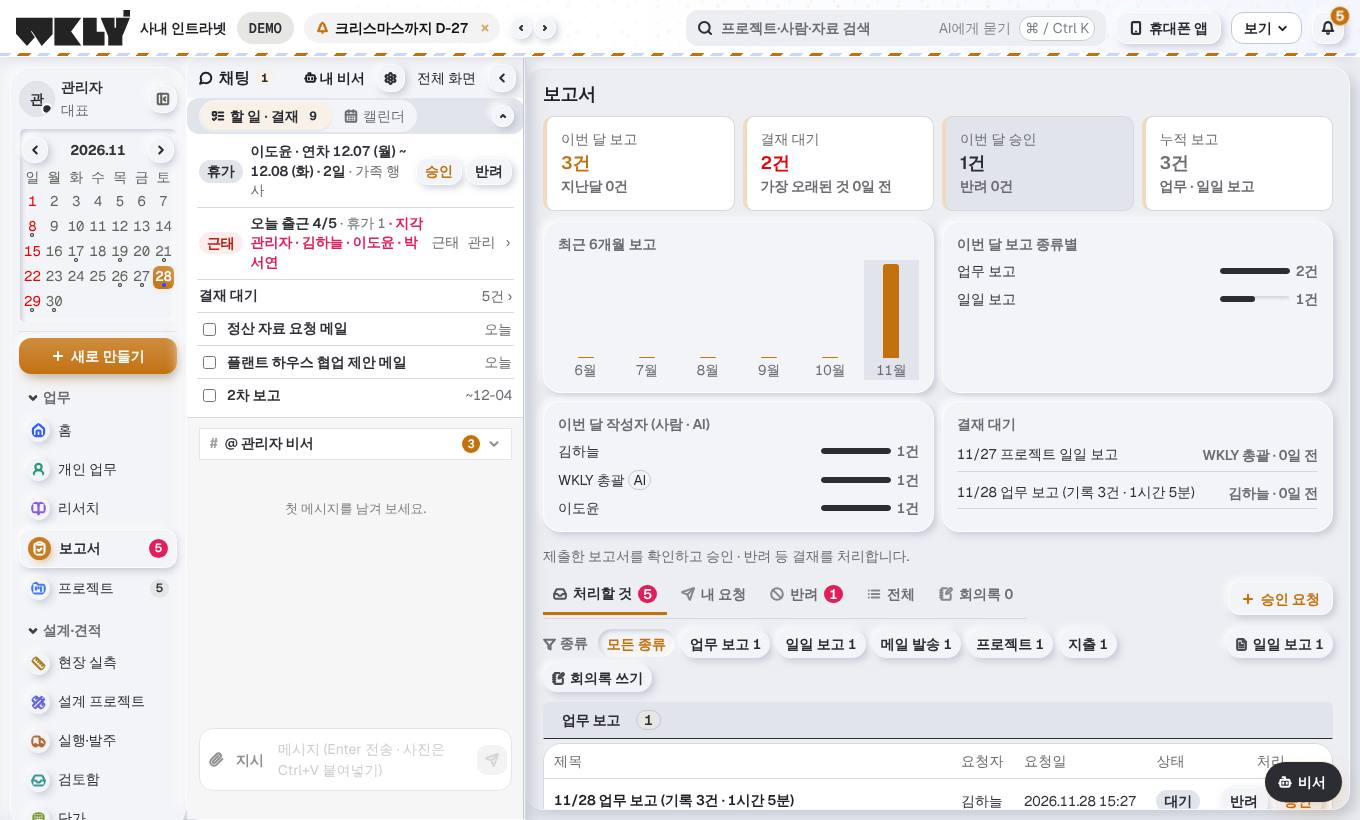 WKLY 사내 인트라넷 DEMO 크리스마스까지 D-27 × ‹ › 프로젝트·사람·자료 검색 AI에게 묻기 ⌘ / Ctrl K 휴대폰 앱 보기 5
관 관리자
대표
채팅 1 내 비서 전체 화면
할 일 · 결재 9 캘린더
2026.11
일 월 화 수 목 금 토
1 2 3 4 5 6 7
8 9 10 11 12 13 14
15 16 17 18 19 20 21
22 23 24 25 26 27 28
29 30
+ 새로 만들기
업무
홈
개인 업무
리서치
보고서 5
프로젝트 5
설계·견적
현장 실측
설계 프로젝트
실행·발주
검토함
단가
휴가 이도윤 · 연차 12.07 (월) ~
12.08 (화) · 2일 · 가족 행
사
승인 반려
근태 오늘 출근 4/5 · 휴가 1 · 지각
관리자 · 김하늘 · 이도윤 · 박
서연
근태 관리 ›
결재 대기 5건 ›
정산 자료 요청 메일 오늘
플랜트 하우스 협업 제안 메일 오늘
2차 보고 ~12-04
# @ 관리자 비서 3
첫 메시지를 남겨 보세요.
지시 메시지 (Enter 전송 · 사진은
Ctrl+V 붙여넣기)
보고서
이번 달 보고
3건
지난달 0건
결재 대기
2건
가장 오래된 것 0일 전
이번 달 승인
1건
반려 0건
누적 보고
3건
업무 · 일일 보고
최근 6개월 보고
6월 7월 8월 9월 10월 11월
이번 달 보고 종류별
업무 보고 2건
일일 보고 1건
이번 달 작성자 (사람 · AI)
김하늘 1건
WKLY 총괄 AI 1건
이도윤 1건
결재 대기
11/27 프로젝트 일일 보고 WKLY 총괄 · 0일 전
11/28 업무 보고 (기록 3건 · 1시간 5분) 김하늘 · 0일 전
제출한 보고서를 확인하고 승인 · 반려 등 결재를 처리합니다.
처리할 것 5 내 요청 반려 1 전체 회의록 0 + 승인 요청
종류 모든 종류 업무 보고 1 일일 보고 1 메일 발송 1 프로젝트 1 지출 1 일일 보고 1
회의록 쓰기
업무 보고 1
제목 요청자 요청일 상태 처리
11/28 업무 보고 (기록 3건 · 1시간 5분) 김하늘 2026.11.28 15:27 대기 반려 승인
비서